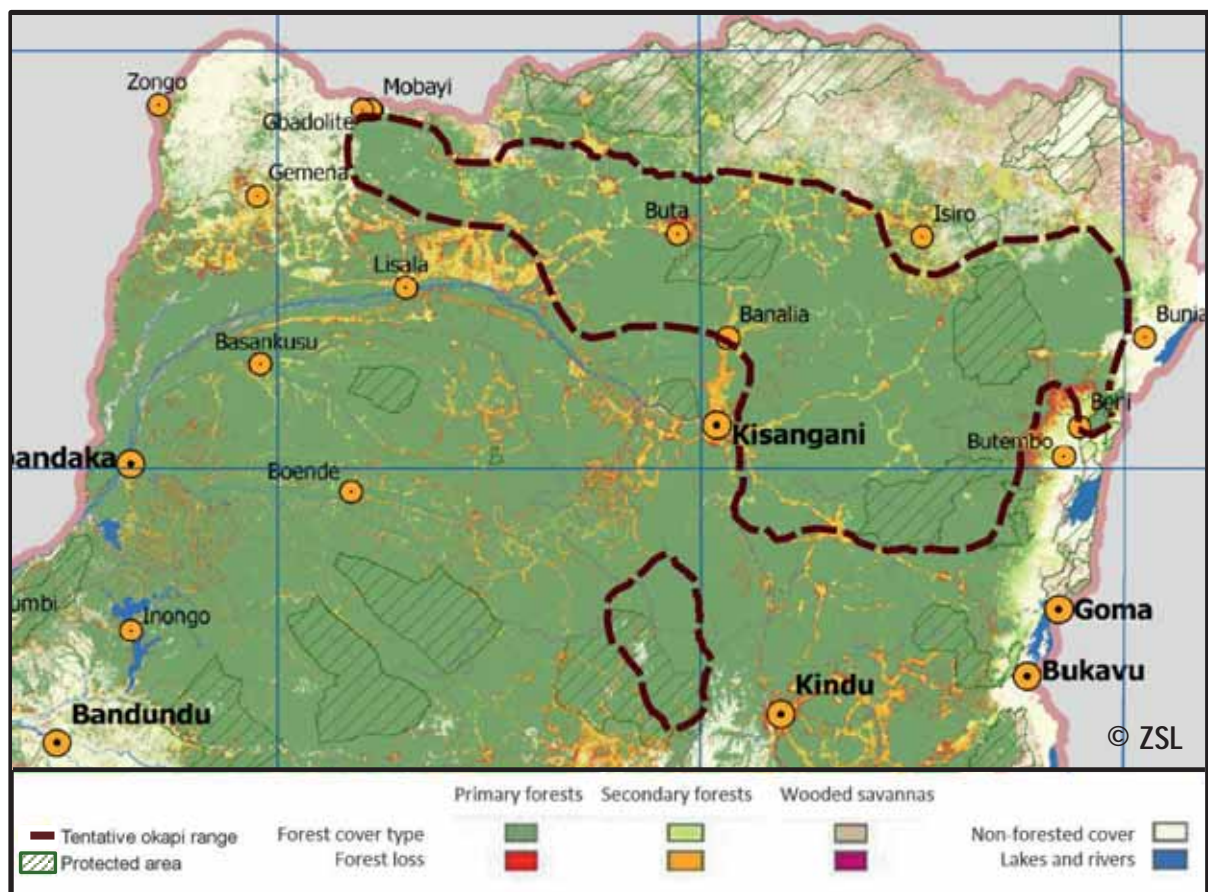 Zongo
Mobayi
Gbadolite
Gemena
Buta
Isiro
Lisala
Banalia
Bunia
Basankusu
Beni
Kisangani
Butembo
bandaka
Boende
umbi
Inongo
Goma
Bukavu
Kindu
Bandundu
© ZSL
Primary forests Secondary forests Wooded savannas
Tentative okapi range Forest cover type Non-forested cover
Protected area Forest loss Lakes and rivers